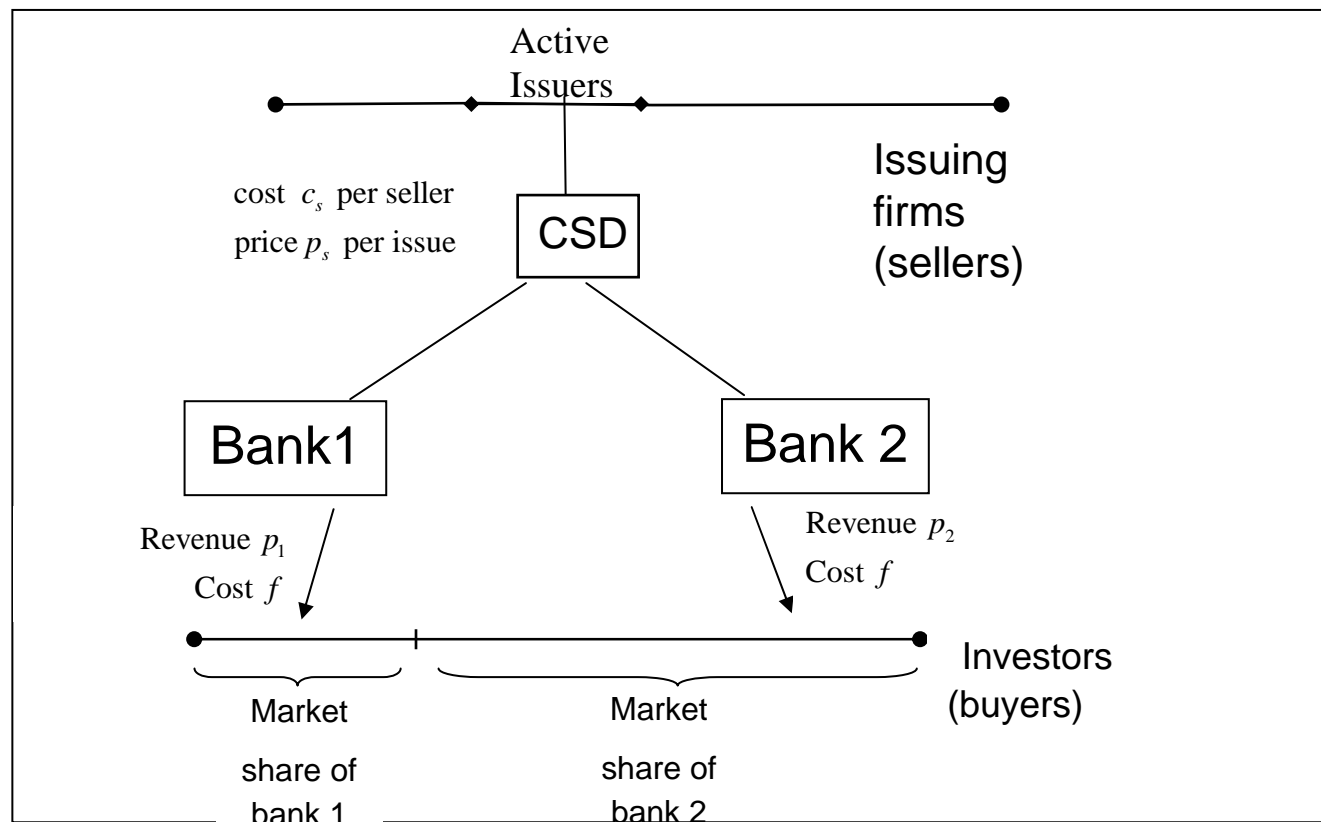 Active
Issuers
Issuing
firms
(sellers)
cost c_s per seller
price p_s per issue
CSD
Bank1
Bank 2
Revenue p_1
Cost f
Revenue p_2
Cost f
Investors
(buyers)
Market
share of
bank 1
Market
share of
bank 2